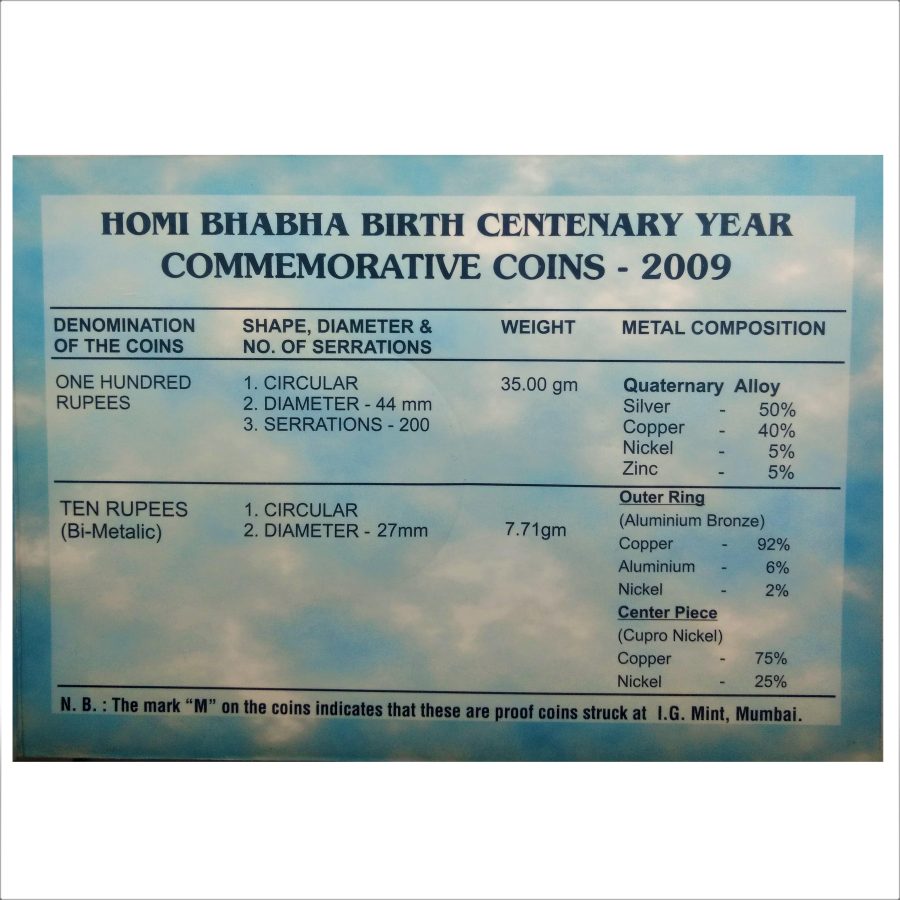 HOMI BHABHA BIRTH CENTENARY YEAR
COMMEMORATIVE COINS - 2009
DENOMINATION OF THE COINS SHAPE, DIAMETER & NO. OF SERRATIONS WEIGHT METAL COMPOSITION
ONE HUNDRED RUPEES
1. CIRCULAR
2. DIAMETER - 44 mm
3. SERRATIONS - 200
35.00 gm
Quaternary Alloy
Silver - 50%
Copper - 40%
Nickel - 5%
Zinc - 5%
TEN RUPEES
(Bi-Metalic)
1. CIRCULAR
2. DIAMETER - 27mm
7.71gm
Outer Ring
(Aluminium Bronze)
Copper - 92%
Aluminium - 6%
Nickel - 2%
Center Piece
(Cupro Nickel)
Copper - 75%
Nickel - 25%
N. B. : The mark “M” on the coins indicates that these are proof coins struck at I.G. Mint, Mumbai.